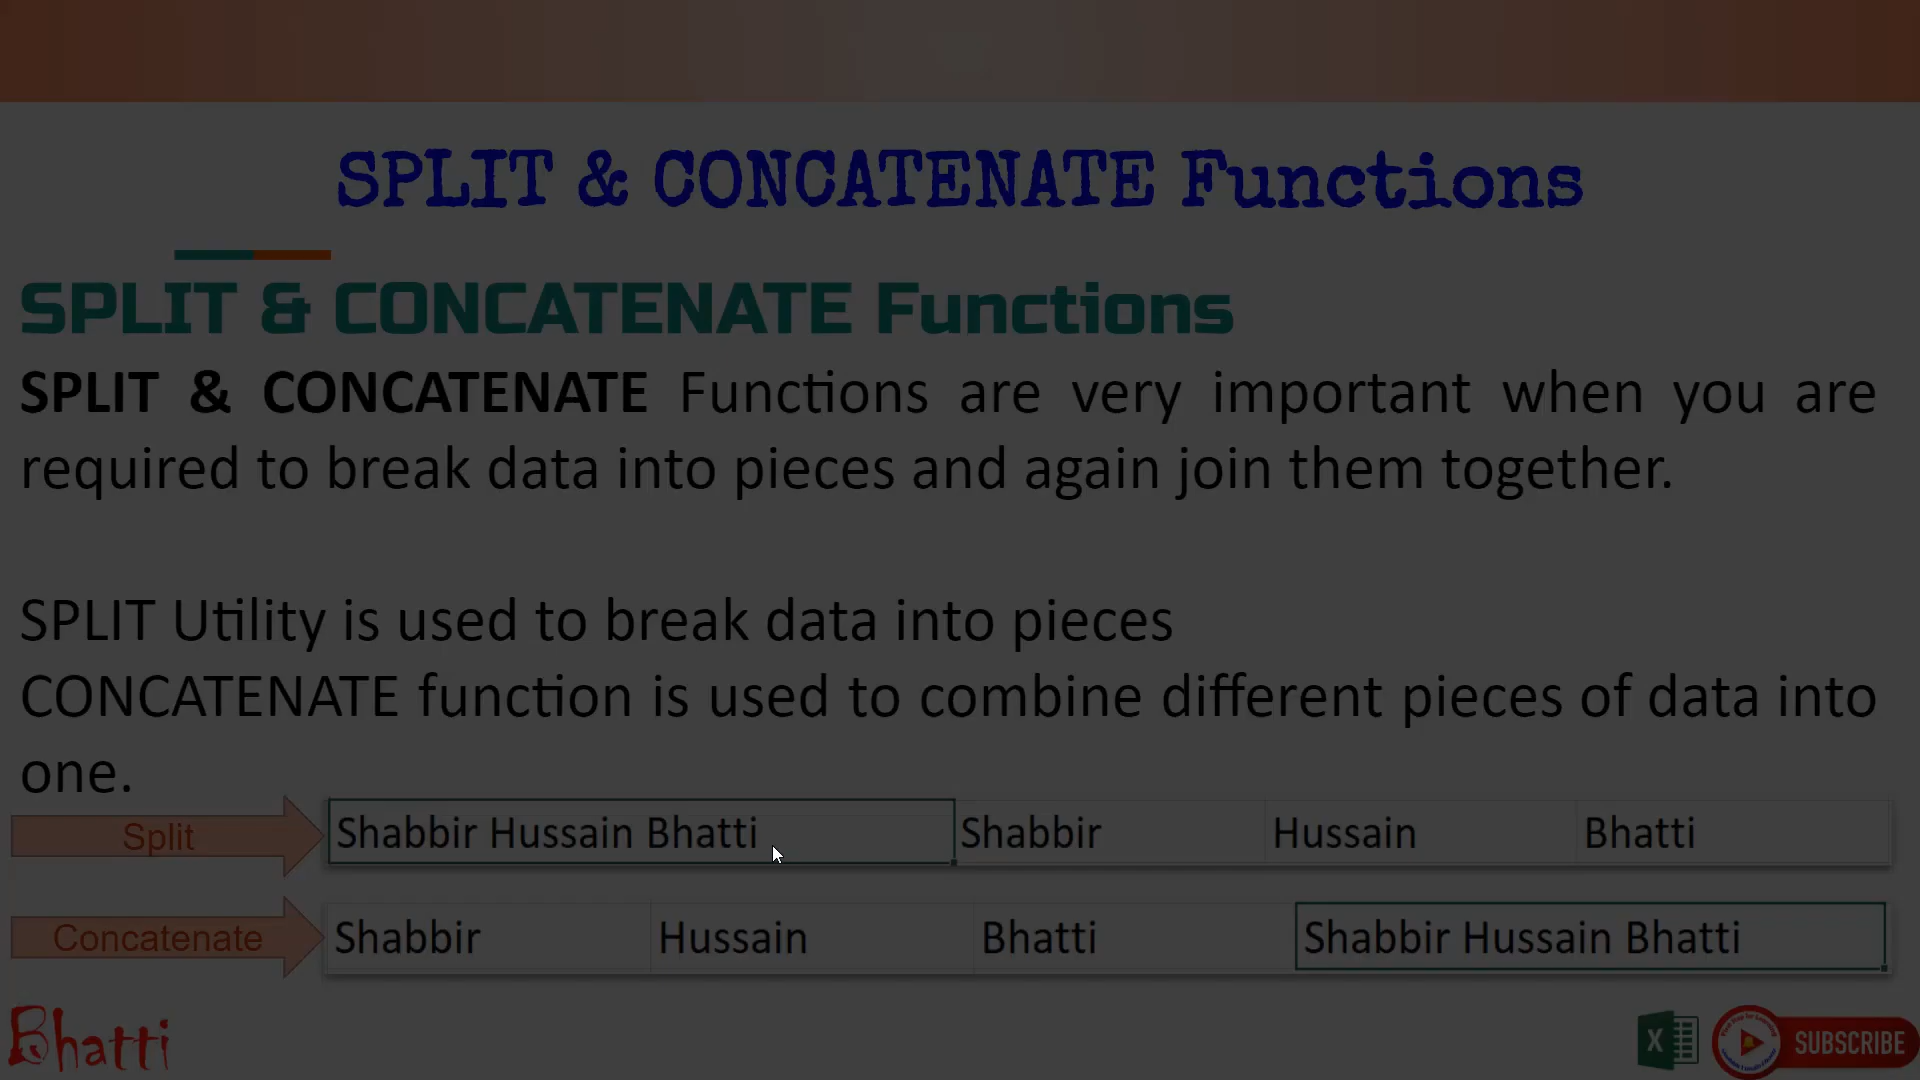 SPLIT & CONCATENATE Functions
SPLIT & CONCATENATE Functions
SPLIT & CONCATENATE Functions are very important when you are
required to break data into pieces and again join them together.
SPLIT Utility is used to break data into pieces
CONCATENATE function is used to combine different pieces of data into
one.
Split Shabbir Hussain Bhatti Shabbir Hussain Bhatti
Concatenate Shabbir Hussain Bhatti Shabbir Hussain Bhatti
Bhatti
X SUBSCRIBE